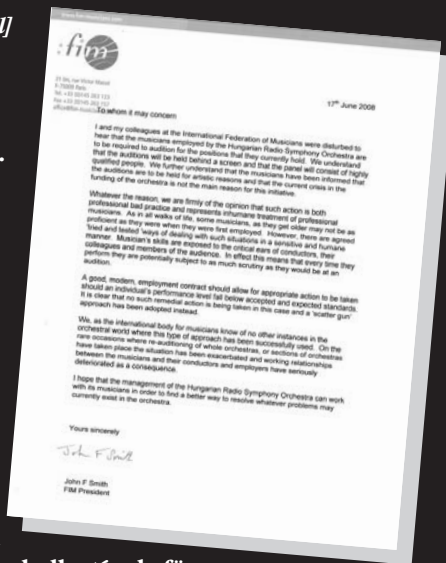 www.fim-musicians.com
:fim
17th June 2008
To whom it may concern
I and my colleagues at the International Federation of Musicians were disturbed to
hear that the musicians employed by the Hungarian Radio Symphony Orchestra are
to be required to audition for the positions that they currently hold. We understand
that the auditions will be held behind a screen and that the panel will consist of highly
qualified people. We further understand that the musicians have been informed that
the auditions are to be held for artistic reasons and that the current crisis in the
funding of the orchestra is not the main reason for this initiative.
Whatever the reason, we are firmly of the opinion that such action is both
professional bad practice and represents inhumane treatment of professional
musicians. As in all walks of life, some musicians, as they get older may not be as
proficient as they were when they were first employed. However, there are agreed
'tried and tested' ways of dealing with such situations in a sensitive and humane
manner. Musician's skills are exposed to the critical ears of conductors, their
colleagues and members of the audience. In effect this means that every time they
perform they are potentially subject to as much scrutiny as they would be at an
audition.
A good, modern, employment contract should allow for appropriate action to be taken
should an individual's performance level fall below accepted and expected standards.
It is clear that no such remedial action is being taken in this case and a 'scatter gun'
approach has been adopted instead.
We, as the international body for musicians know of no other instances in the
orchestral world where this type of approach has been successfully used. On the
rare occasions where re-auditioning of whole orchestras, or sections of orchestras
have taken place the situation has been exacerbated and working relationships
between the musicians and their conductors and employers have seriously
deteriorated as a consequence.
I hope that the management of the Hungarian Radio Symphony Orchestra can work
with its musicians in order to find a better way to resolve whatever problems may
currently exist in the orchestra.
Yours sincerely
John F Smith
John F Smith
FIM President